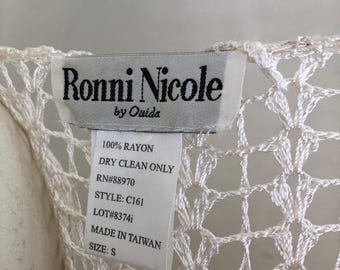 Ronni Nicole
by Ouida
100% RAYON
DRY CLEAN ONLY
RN#88970
STYLE: C161
LOT#8374i
MADE IN TAIWAN
SIZE: S